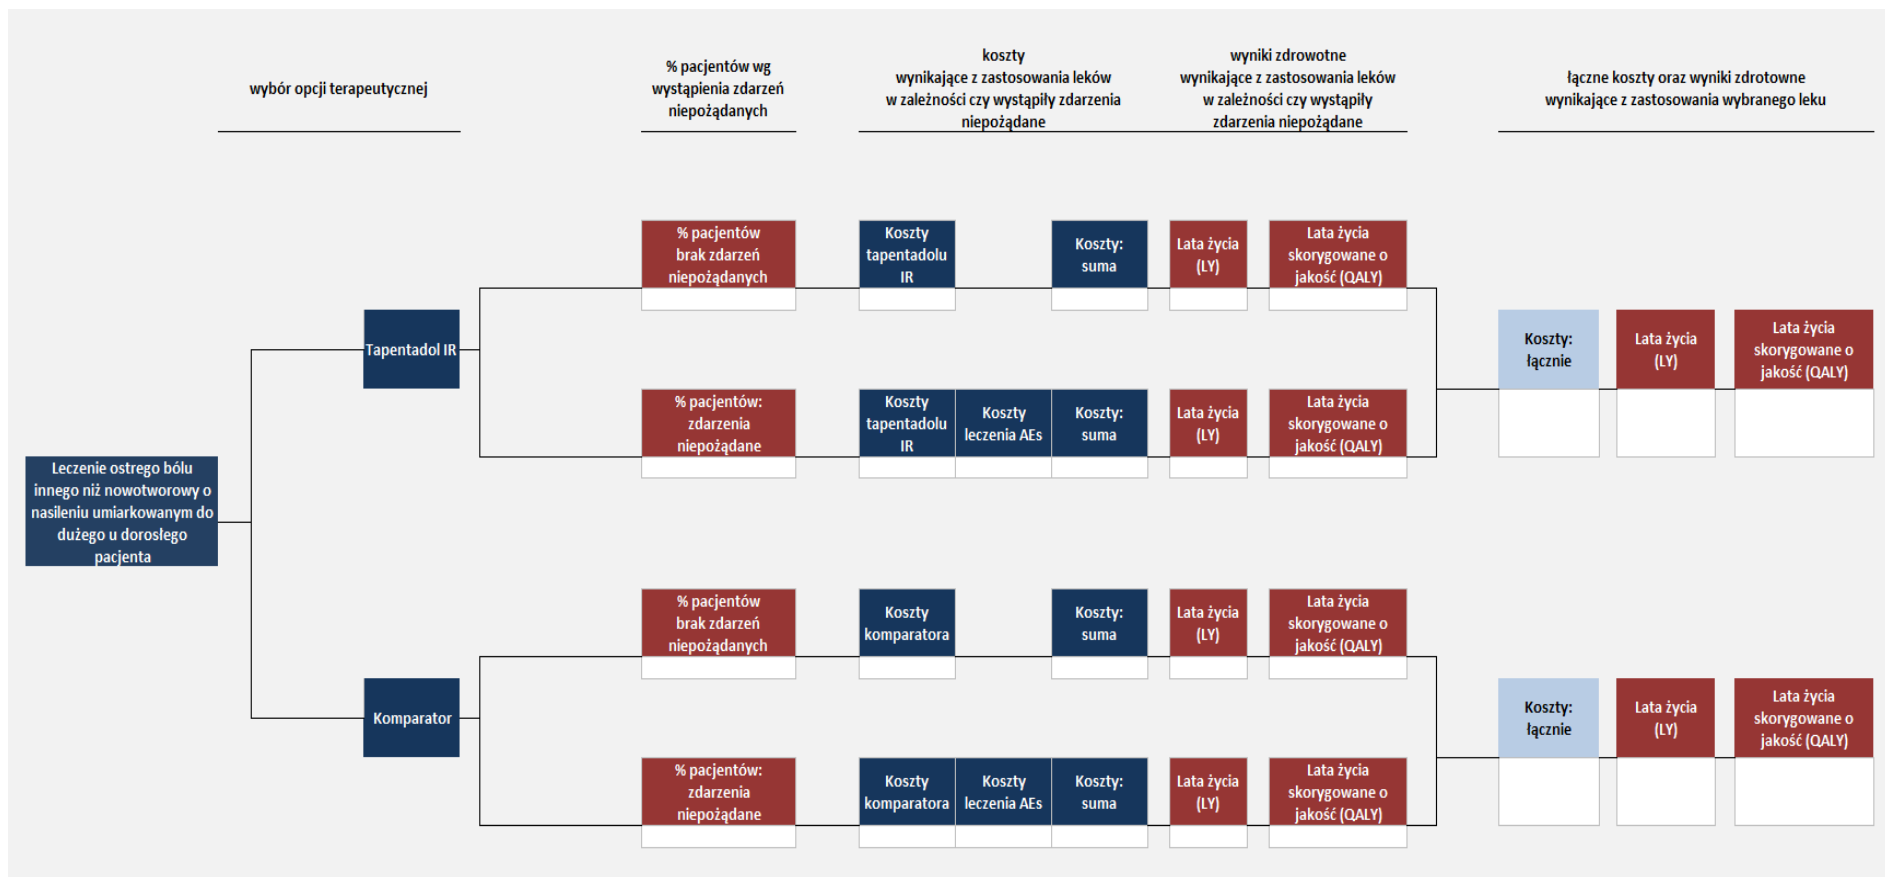 wybór opcji terapeutycznej
% pacjentów wg
wystąpienia zdarzeń
niepożądanych
koszty
wynikające z zastosowania leków
w zależności czy wystąpiły zdarzenia
niepożądane
wyniki zdrowotne
wynikające z zastosowania leków
w zależności czy wystąpiły
zdarzenia niepożądane
łączne koszty oraz wyniki zdrotowne
wynikające z zastosowania wybranego leku
Leczenie ostrego bólu
innego niż nowotworowy o
nasileniu umiarkowanym do
dużego u dorosłego
pacjenta
Tapentadol IR
% pacjentów
brak zdarzeń
niepożądanych
Koszty
tapentadolu
IR
Koszty:
suma
Lata życia
(LY)
Lata życia
skorygowane o
jakość (QALY)
% pacjentów:
zdarzenia
niepożądane
Koszty
tapentadolu
IR
Koszty
leczenia AEs
Koszty:
suma
Lata życia
(LY)
Lata życia
skorygowane o
jakość (QALY)
Koszty:
łącznie
Lata życia
(LY)
Lata życia
skorygowane o
jakość (QALY)
Komparator
% pacjentów
brak zdarzeń
niepożądanych
Koszty
komparatora
Koszty:
suma
Lata życia
(LY)
Lata życia
skorygowane o
jakość (QALY)
% pacjentów:
zdarzenia
niepożądane
Koszty
komparatora
Koszty
leczenia AEs
Koszty:
suma
Lata życia
(LY)
Lata życia
skorygowane o
jakość (QALY)
Koszty:
łącznie
Lata życia
(LY)
Lata życia
skorygowane o
jakość (QALY)